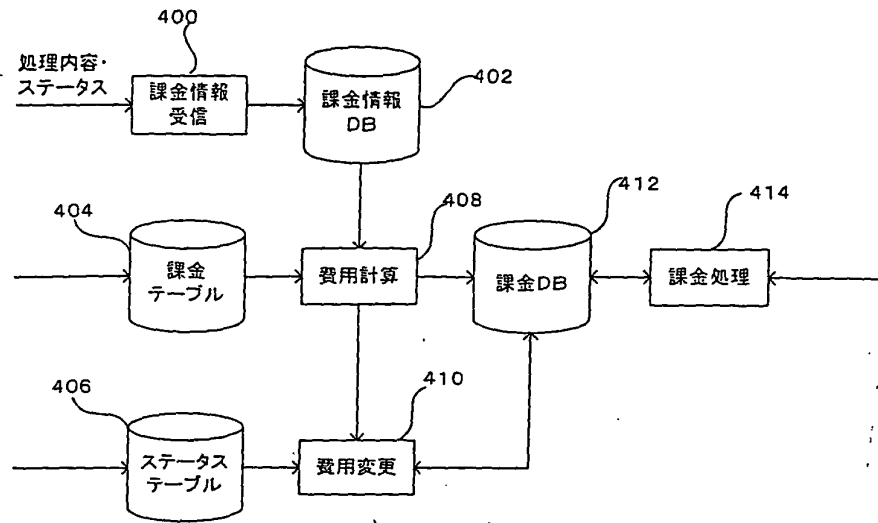 400
処理内容・
ステータス
課金情報
受信
課金情報
DB
402
404
課金
テーブル
408
費用計算
412
課金DB
414
課金処理
406
ステータス
テーブル
410
費用変更